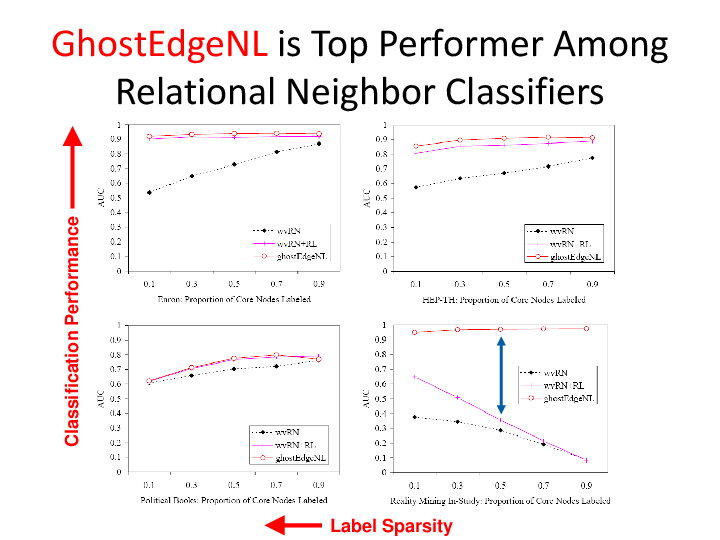 GhostEdgeNL is Top Performer Among
Relational Neighbor Classifiers
Classification Performance
1
0.9
0.8
0.7
0.6
0.5
0.4
0.3
0.2
0.1
0
AUC
wvRN
wvRN+RL
ghostEdgeNL
0.1 0.3 0.5 0.7 0.9
Enron: Proportion of Core Nodes Labeled
1
0.9
0.8
0.7
0.6
0.5
0.4
0.3
0.2
0.1
0
AUC
wvRN
wvRN+RL
ghostEdgeNL
0.1 0.3 0.5 0.7 0.9
HEP-TH: Proportion of Core Nodes Labeled
1
0.9
0.8
0.7
0.6
0.5
0.4
0.3
0.2
0.1
0
AUC
wvRN
wvRN+RL
ghostEdgeNL
0.1 0.3 0.5 0.7 0.9
Political Books: Proportion of Core Nodes Labeled
1
0.9
0.8
0.7
0.6
0.5
0.4
0.3
0.2
0.1
0
AUC
wvRN
wvRN+RL
ghostEdgeNL
0.1 0.3 0.5 0.7 0.9
Reality Mining In-Study: Proportion of Core Nodes Labeled
Label Sparsity